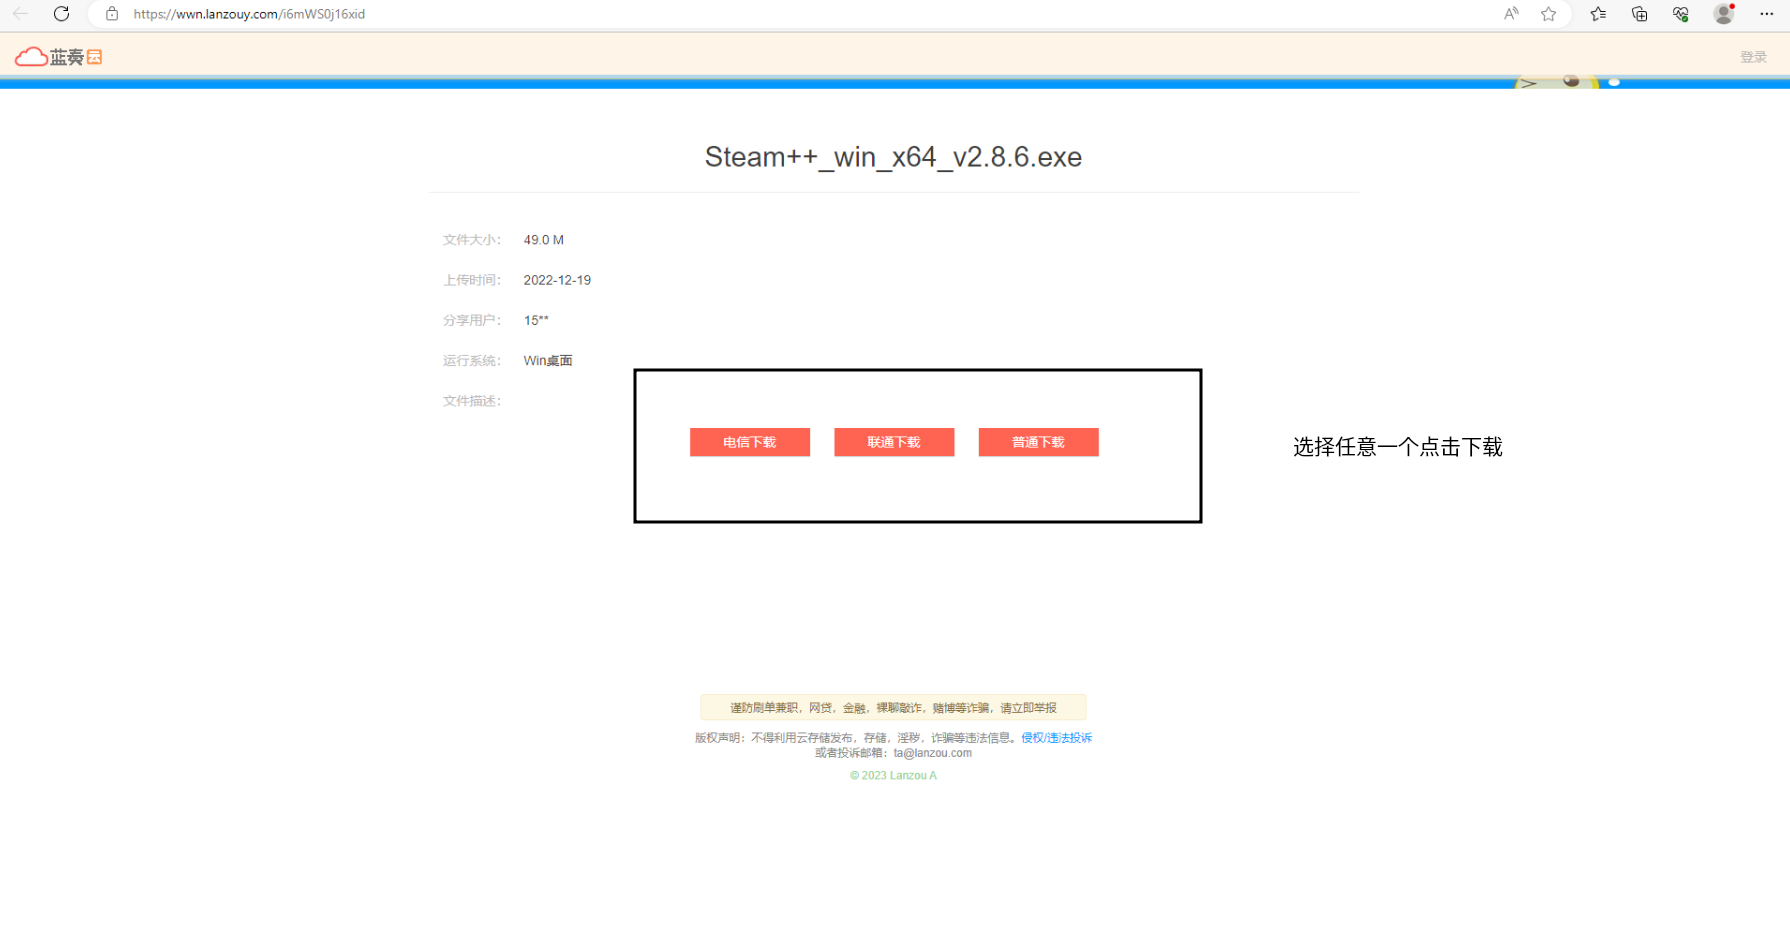 https://wwn.lanzouy.com/i6mWS0j16xid
蓝奏云
登录
Steam++_win_x64_v2.8.6.exe
文件大小： 49.0 M
上传时间： 2022-12-19
分享用户： 15**
运行系统： Win桌面
文件描述：
电信下载 联通下载 普通下载
选择任意一个点击下载
谨防刷单兼职，网贷，金融，裸聊敲诈，赌博等诈骗，请立即举报
版权声明：不得利用云存储发布，存储，淫秽，诈骗等违法信息。侵权/违法投诉
或者投诉邮箱：ta@lanzou.com
© 2023 Lanzou A